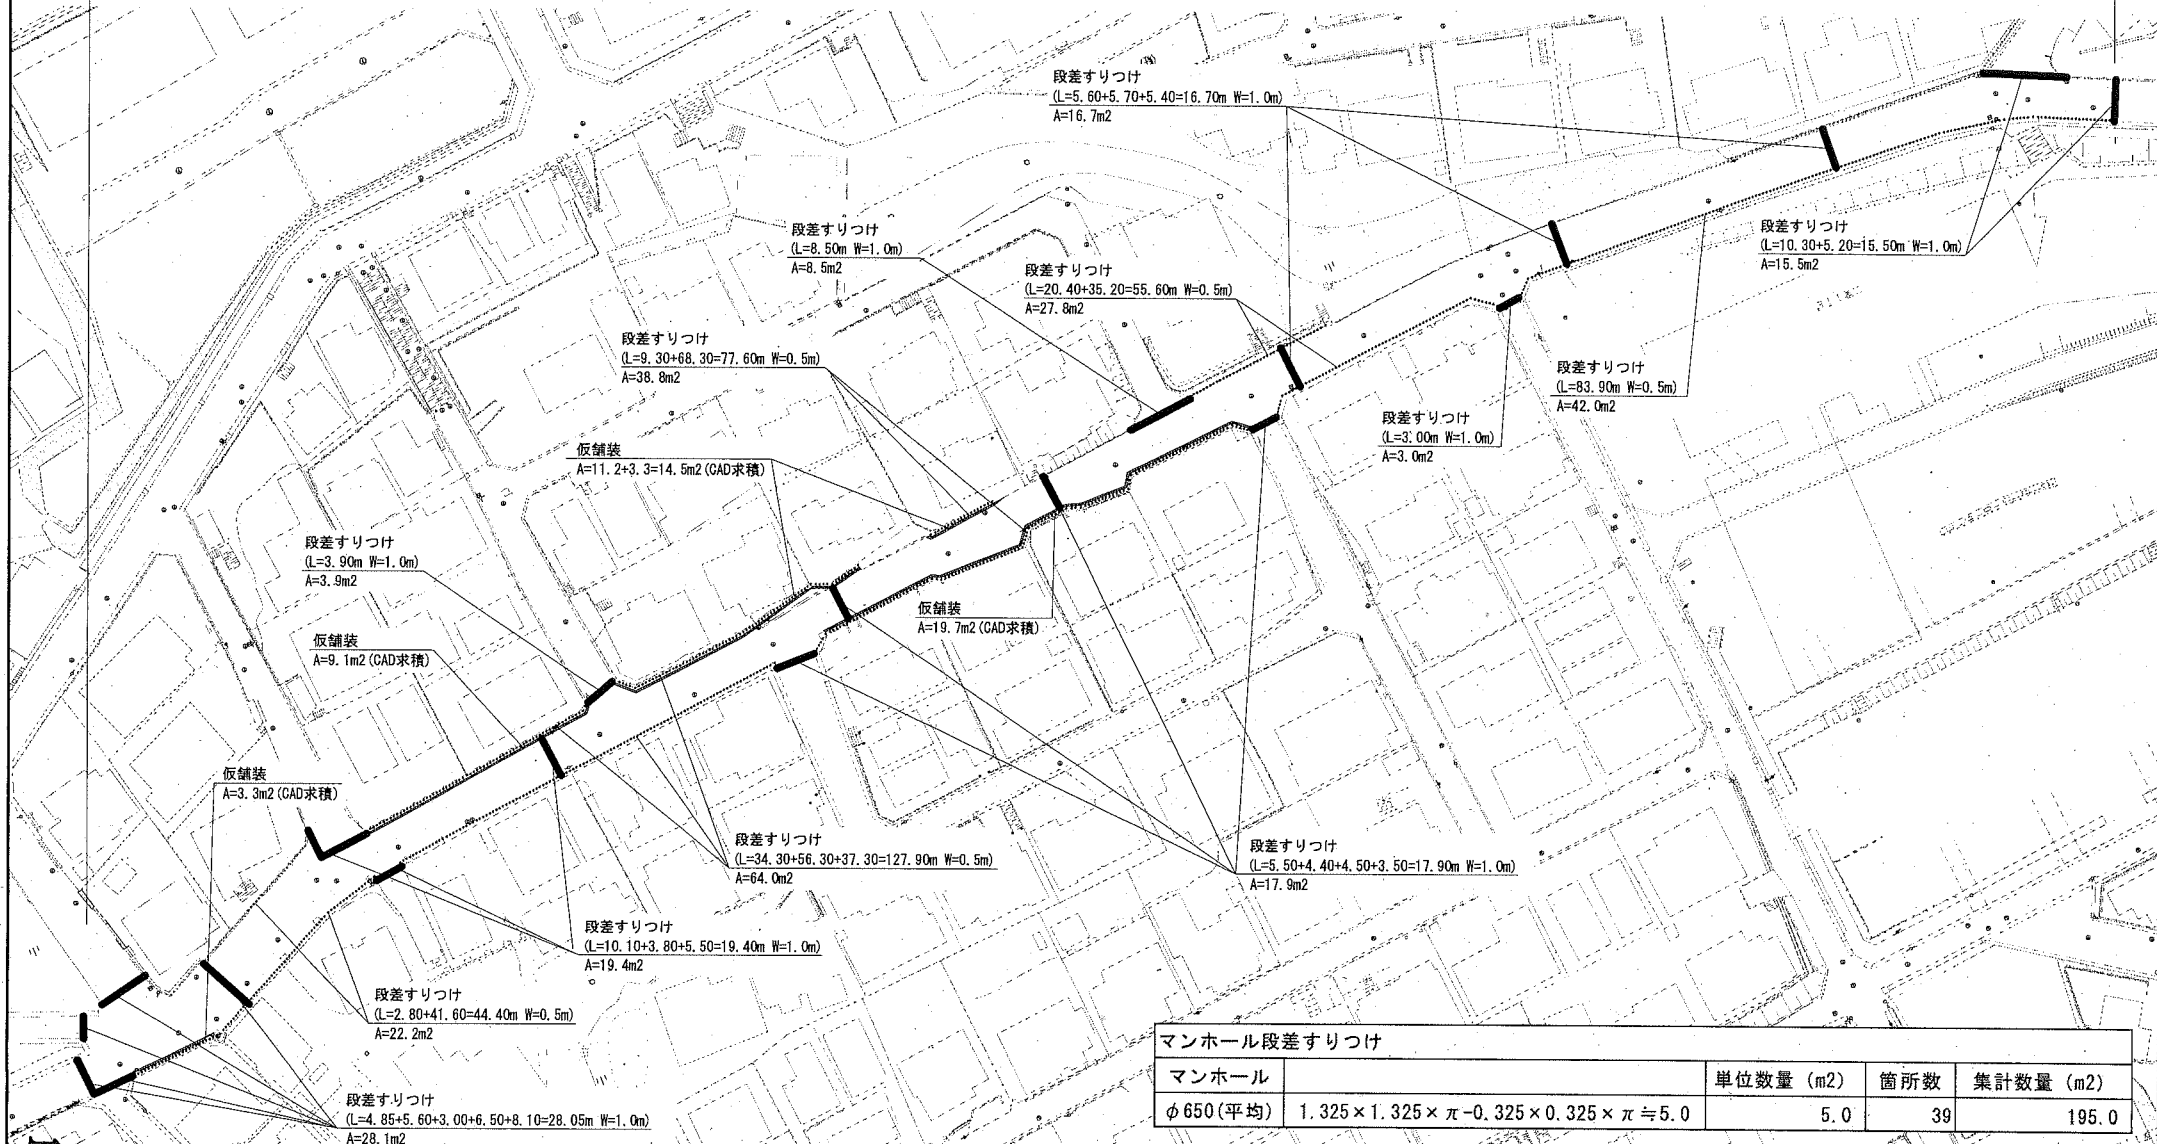 段差すりつけ
(L=5.60+5.70+5.40=16.70m W=1.0m)
A=16.7m2
段差すりつけ
(L=8.50m W=1.0m)
A=8.5m2
段差すりつけ
(L=10.30+5.20=15.50m W=1.0m)
A=15.5m2
段差すりつけ
(L=20.40+35.20=55.60m W=0.5m)
A=27.8m2
段差すりつけ
(L=9.30+68.30=77.60m W=0.5m)
A=38.8m2
段差すりつけ
(L=83.90m W=0.5m)
A=42.0m2
段差すりつけ
(L=3.00m W=1.0m)
A=3.0m2
仮舗装
A=11.2+3.3=14.5m2(CAD求積)
段差すりつけ
(L=3.90m W=1.0m)
A=3.9m2
仮舗装
A=19.7m2(CAD求積)
仮舗装
A=9.1m2(CAD求積)
仮舗装
A=3.3m2(CAD求積)
段差すりつけ
(L=34.30+56.30+37.30=127.90m W=0.5m)
A=64.0m2
段差すりつけ
(L=5.50+4.40+4.50+3.50=17.90m W=1.0m)
A=17.9m2
段差すりつけ
(L=10.10+3.80+5.50=19.40m W=1.0m)
A=19.4m2
段差すりつけ
(L=2.80+41.60=44.40m W=0.5m)
A=22.2m2
段差すりつけ
(L=4.85+5.60+3.00+6.50+8.10=28.05m W=1.0m)
A=28.1m2
マンホール段差すりつけ
マンホール 単位数量 (m2) 箇所数 集計数量 (m2)
φ650(平均) 1.325×1.325×π-0.325×0.325×π≒5.0 5.0 39 195.0